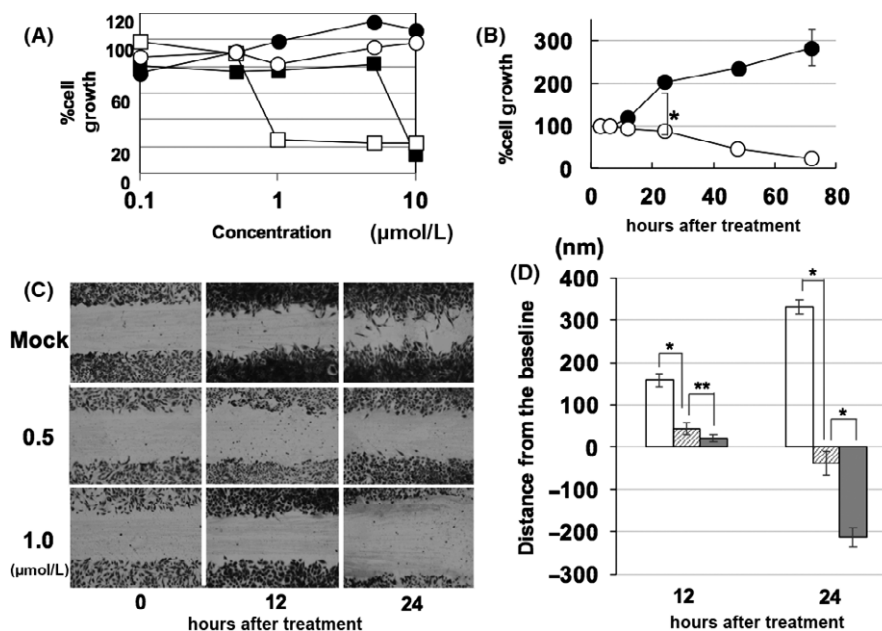 (A)
120
100
60
20
0
%cell growth
0.1
1
10
Concentration
(µmol/L)
(B)
300
200
100
0
%cell growth
*
0
20
40
60
80
hours after treatment
(C)
Mock
0.5
1.0
(µmol/L)
0
12
24
hours after treatment
(nm)
(D)
400
300
200
100
0
−100
−200
−300
Distance from the baseline
*
**
*
*
12
24
hours after treatment